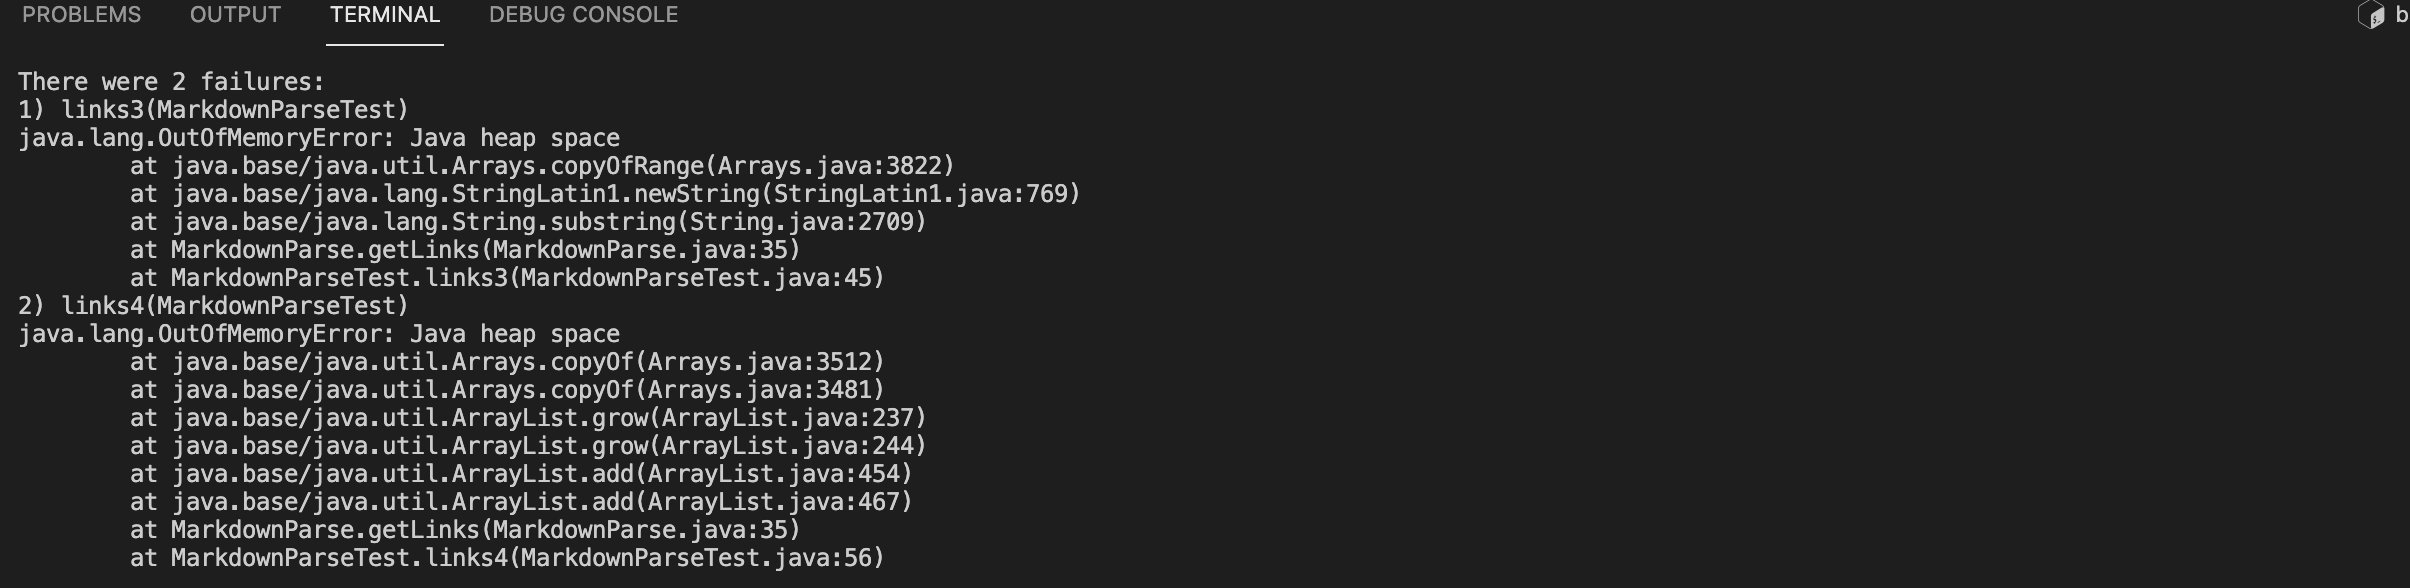 PROBLEMS OUTPUT TERMINAL DEBUG CONSOLE b
There were 2 failures:
1) links3(MarkdownParseTest)
java.lang.OutOfMemoryError: Java heap space
        at java.base/java.util.Arrays.copyOfRange(Arrays.java:3822)
        at java.base/java.lang.StringLatin1.newString(StringLatin1.java:769)
        at java.base/java.lang.String.substring(String.java:2709)
        at MarkdownParse.getLinks(MarkdownParse.java:35)
        at MarkdownParseTest.links3(MarkdownParseTest.java:45)
2) links4(MarkdownParseTest)
java.lang.OutOfMemoryError: Java heap space
        at java.base/java.util.Arrays.copyOf(Arrays.java:3512)
        at java.base/java.util.Arrays.copyOf(Arrays.java:3481)
        at java.base/java.util.ArrayList.grow(ArrayList.java:237)
        at java.base/java.util.ArrayList.grow(ArrayList.java:244)
        at java.base/java.util.ArrayList.add(ArrayList.java:454)
        at java.base/java.util.ArrayList.add(ArrayList.java:467)
        at MarkdownParse.getLinks(MarkdownParse.java:35)
        at MarkdownParseTest.links4(MarkdownParseTest.java:56)